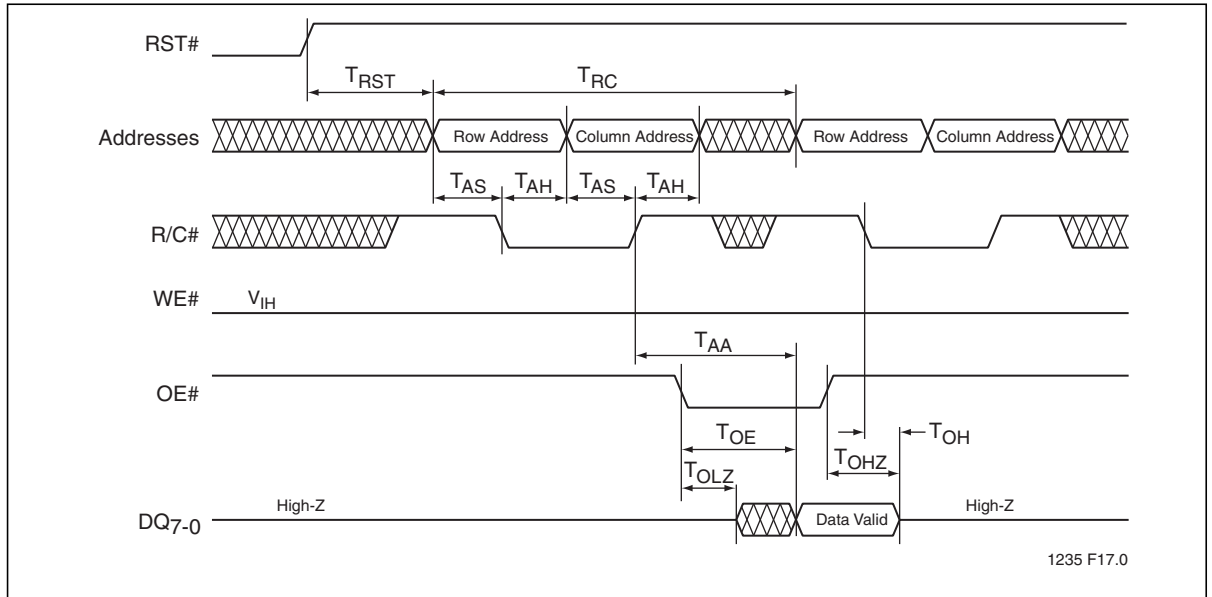 RST#
TRST TRC
Addresses Row Address Column Address Row Address Column Address
TAS TAH TAS TAH
R/C#
WE# VIH
TAA
OE#
TOE TOH
TOLZ TOHZ
DQ7-0 High-Z Data Valid High-Z
1235 F17.0